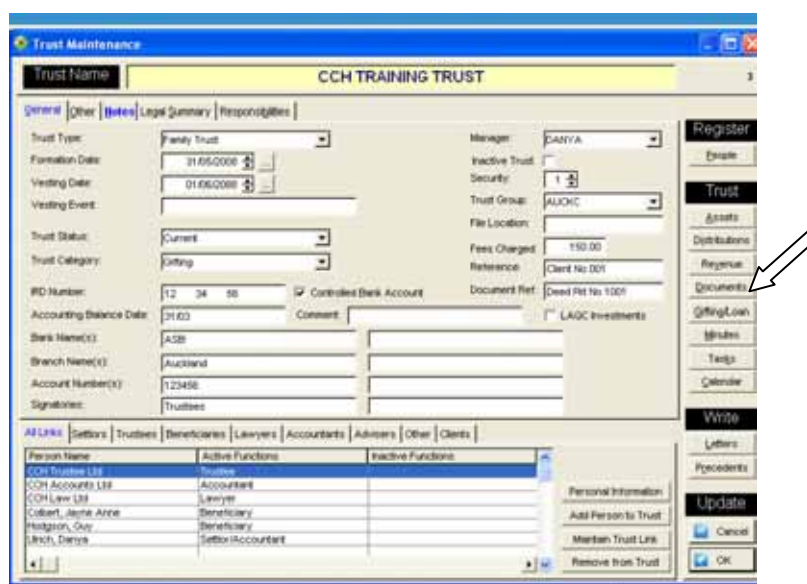 Trust Maintenance
Trust Name CCH TRAINING TRUST 3
General Other Notes Legal Summary Responsibilities
Trust Type: Family Trust
Formation Date: 31/05/2008 ...
Vesting Date: 01/06/2008 ...
Vesting Event:
Trust Status: Current
Trust Category: Gifting
IRD Number: 12 34 56 Controlled Bank Account
Accounting Balance Date: 31/03 Comment:
Bank Name(s): ASB
Branch Name(s): Auckland
Account Number(s): 123456
Signatories: Trustees
Manager: DANYA
Inactive Trust
Security: 1
Trust Group: AUCKC
File Location:
Fees Charged: 150.00
Reference: Client No 001
Document Ref: Deed Pkt No 1001
LAQC Investments
All Links Settlors Trustees Beneficiaries Lawyers Accountants Advisers Other Clients
Person Name Active Functions Inactive Functions
CCH Trustee Ltd Trustee
CCH Accounts Ltd Accountant
CCH Law Ltd Lawyer
Colbert, Jayne Anne Beneficiary
Hodgson, Guy Beneficiary
Ulrich, Danya Settlor/Accountant
Personal Information
Add Person to Trust
Maintain Trust Link
Remove from Trust
Register
People
Trust
Assets
Distributions
Revenue
Documents
Gifting/Loan
Minutes
Tasks
Calendar
Write
Letters
Precedents
Update
Cancel
OK